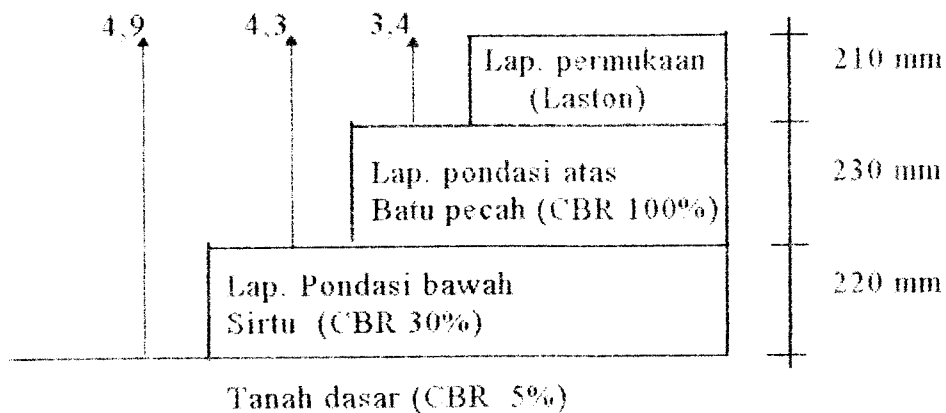 4,9
4,3
3,4
Lap. permukaan
(Laston)
210 mm
Lap. pondasi atas
Batu pecah (CBR 100%)
230 mm
Lap. Pondasi bawah
Sirtu (CBR 30%)
220 mm
Tanah dasar (CBR 5%)